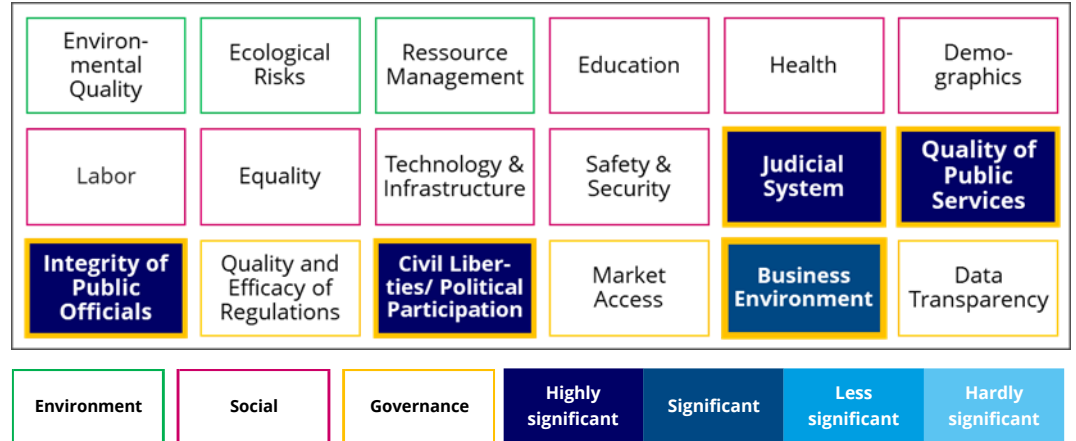 Environ-
mental
Quality
Ecological
Risks
Ressource
Management
Education
Health
Demo-
graphics
Labor
Equality
Technology &
Infrastructure
Safety &
Security
Judicial
System
Quality of
Public
Services
Integrity of
Public
Officials
Quality and
Efficacy of
Regulations
Civil Liber-
ties/ Political
Participation
Market
Access
Business
Environment
Data
Transparency
Environment
Social
Governance
Highly
significant
Significant
Less
significant
Hardly
significant